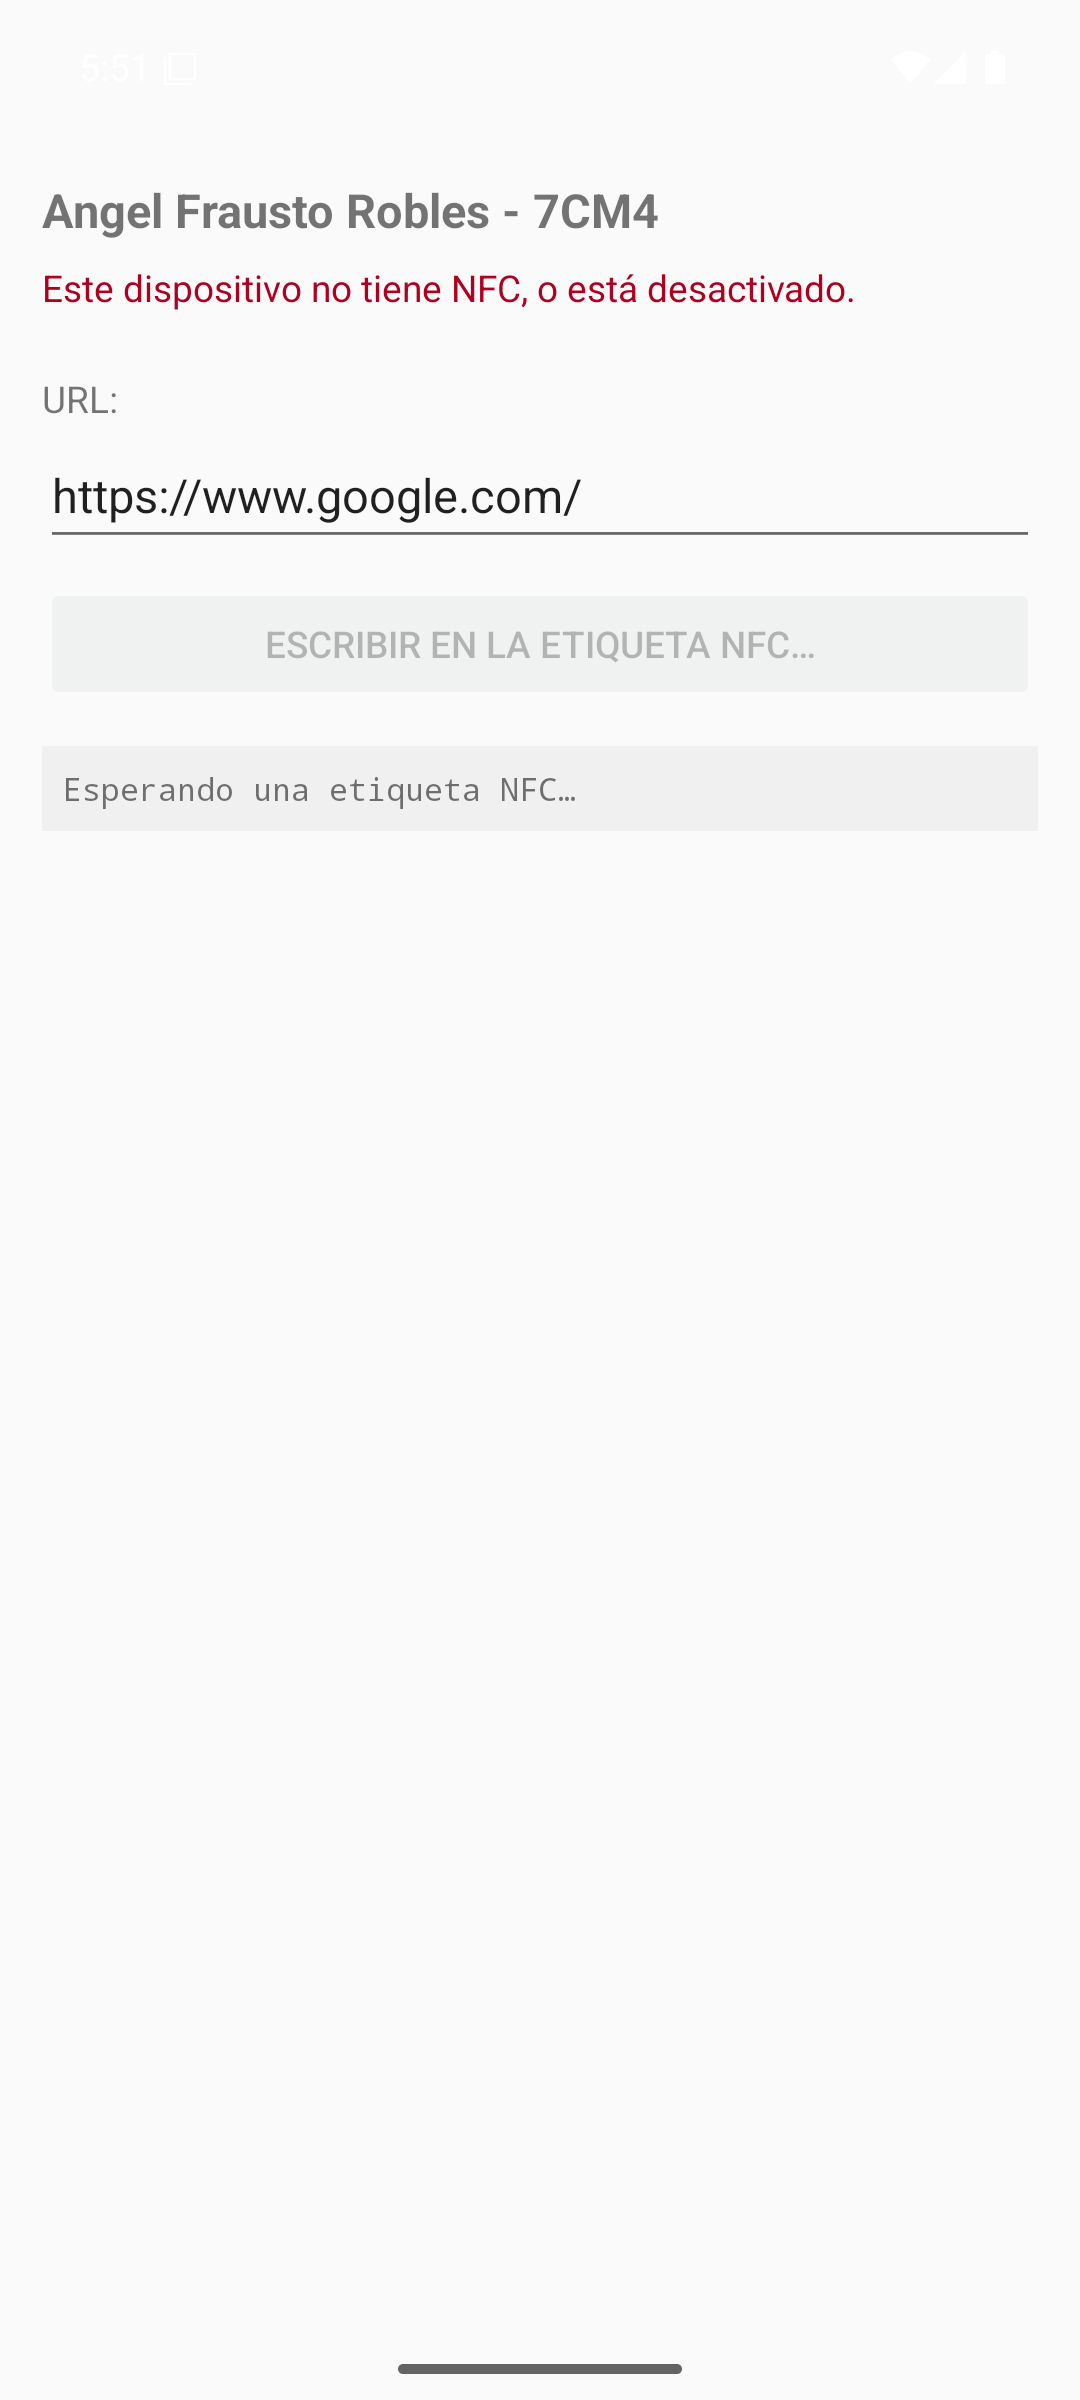 5:51
Angel Frausto Robles - 7CM4
Este dispositivo no tiene NFC, o está desactivado.
URL:
https://www.google.com/
ESCRIBIR EN LA ETIQUETA NFC…
Esperando una etiqueta NFC…